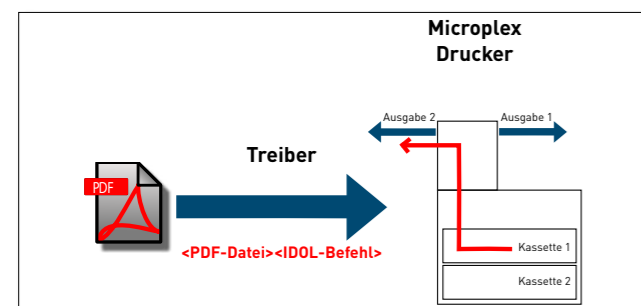 Microplex
Drucker
Ausgabe 2
Ausgabe 1
Treiber
PDF
<PDF-Datei><IDOL-Befehl>
Kassette 1
Kassette 2